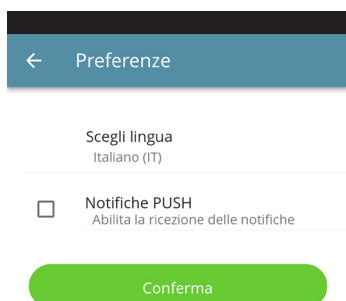 Preferenze
Scegli lingua
Italiano (IT)
Notifiche PUSH
Abilita la ricezione delle notifiche
Conferma